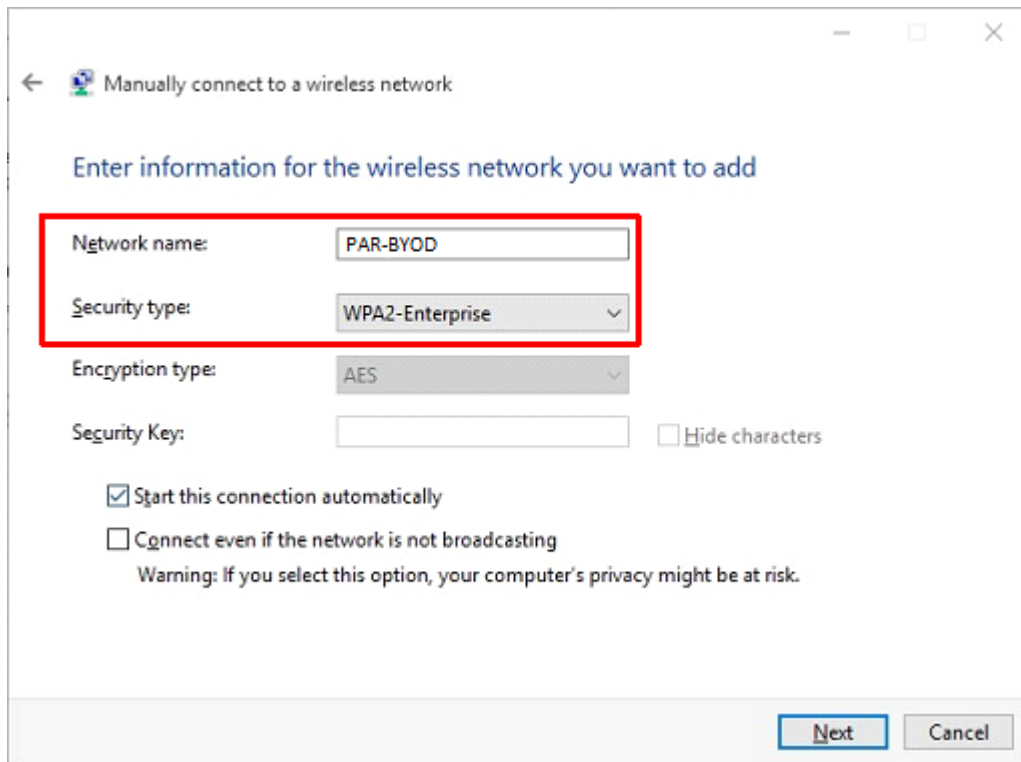 Manually connect to a wireless network
Enter information for the wireless network you want to add
Network name: PAR-BYOD
Security type: WPA2-Enterprise
Encryption type: AES
Security Key: Hide characters
Start this connection automatically
Connect even if the network is not broadcasting
Warning: If you select this option, your computer's privacy might be at risk.
Next Cancel